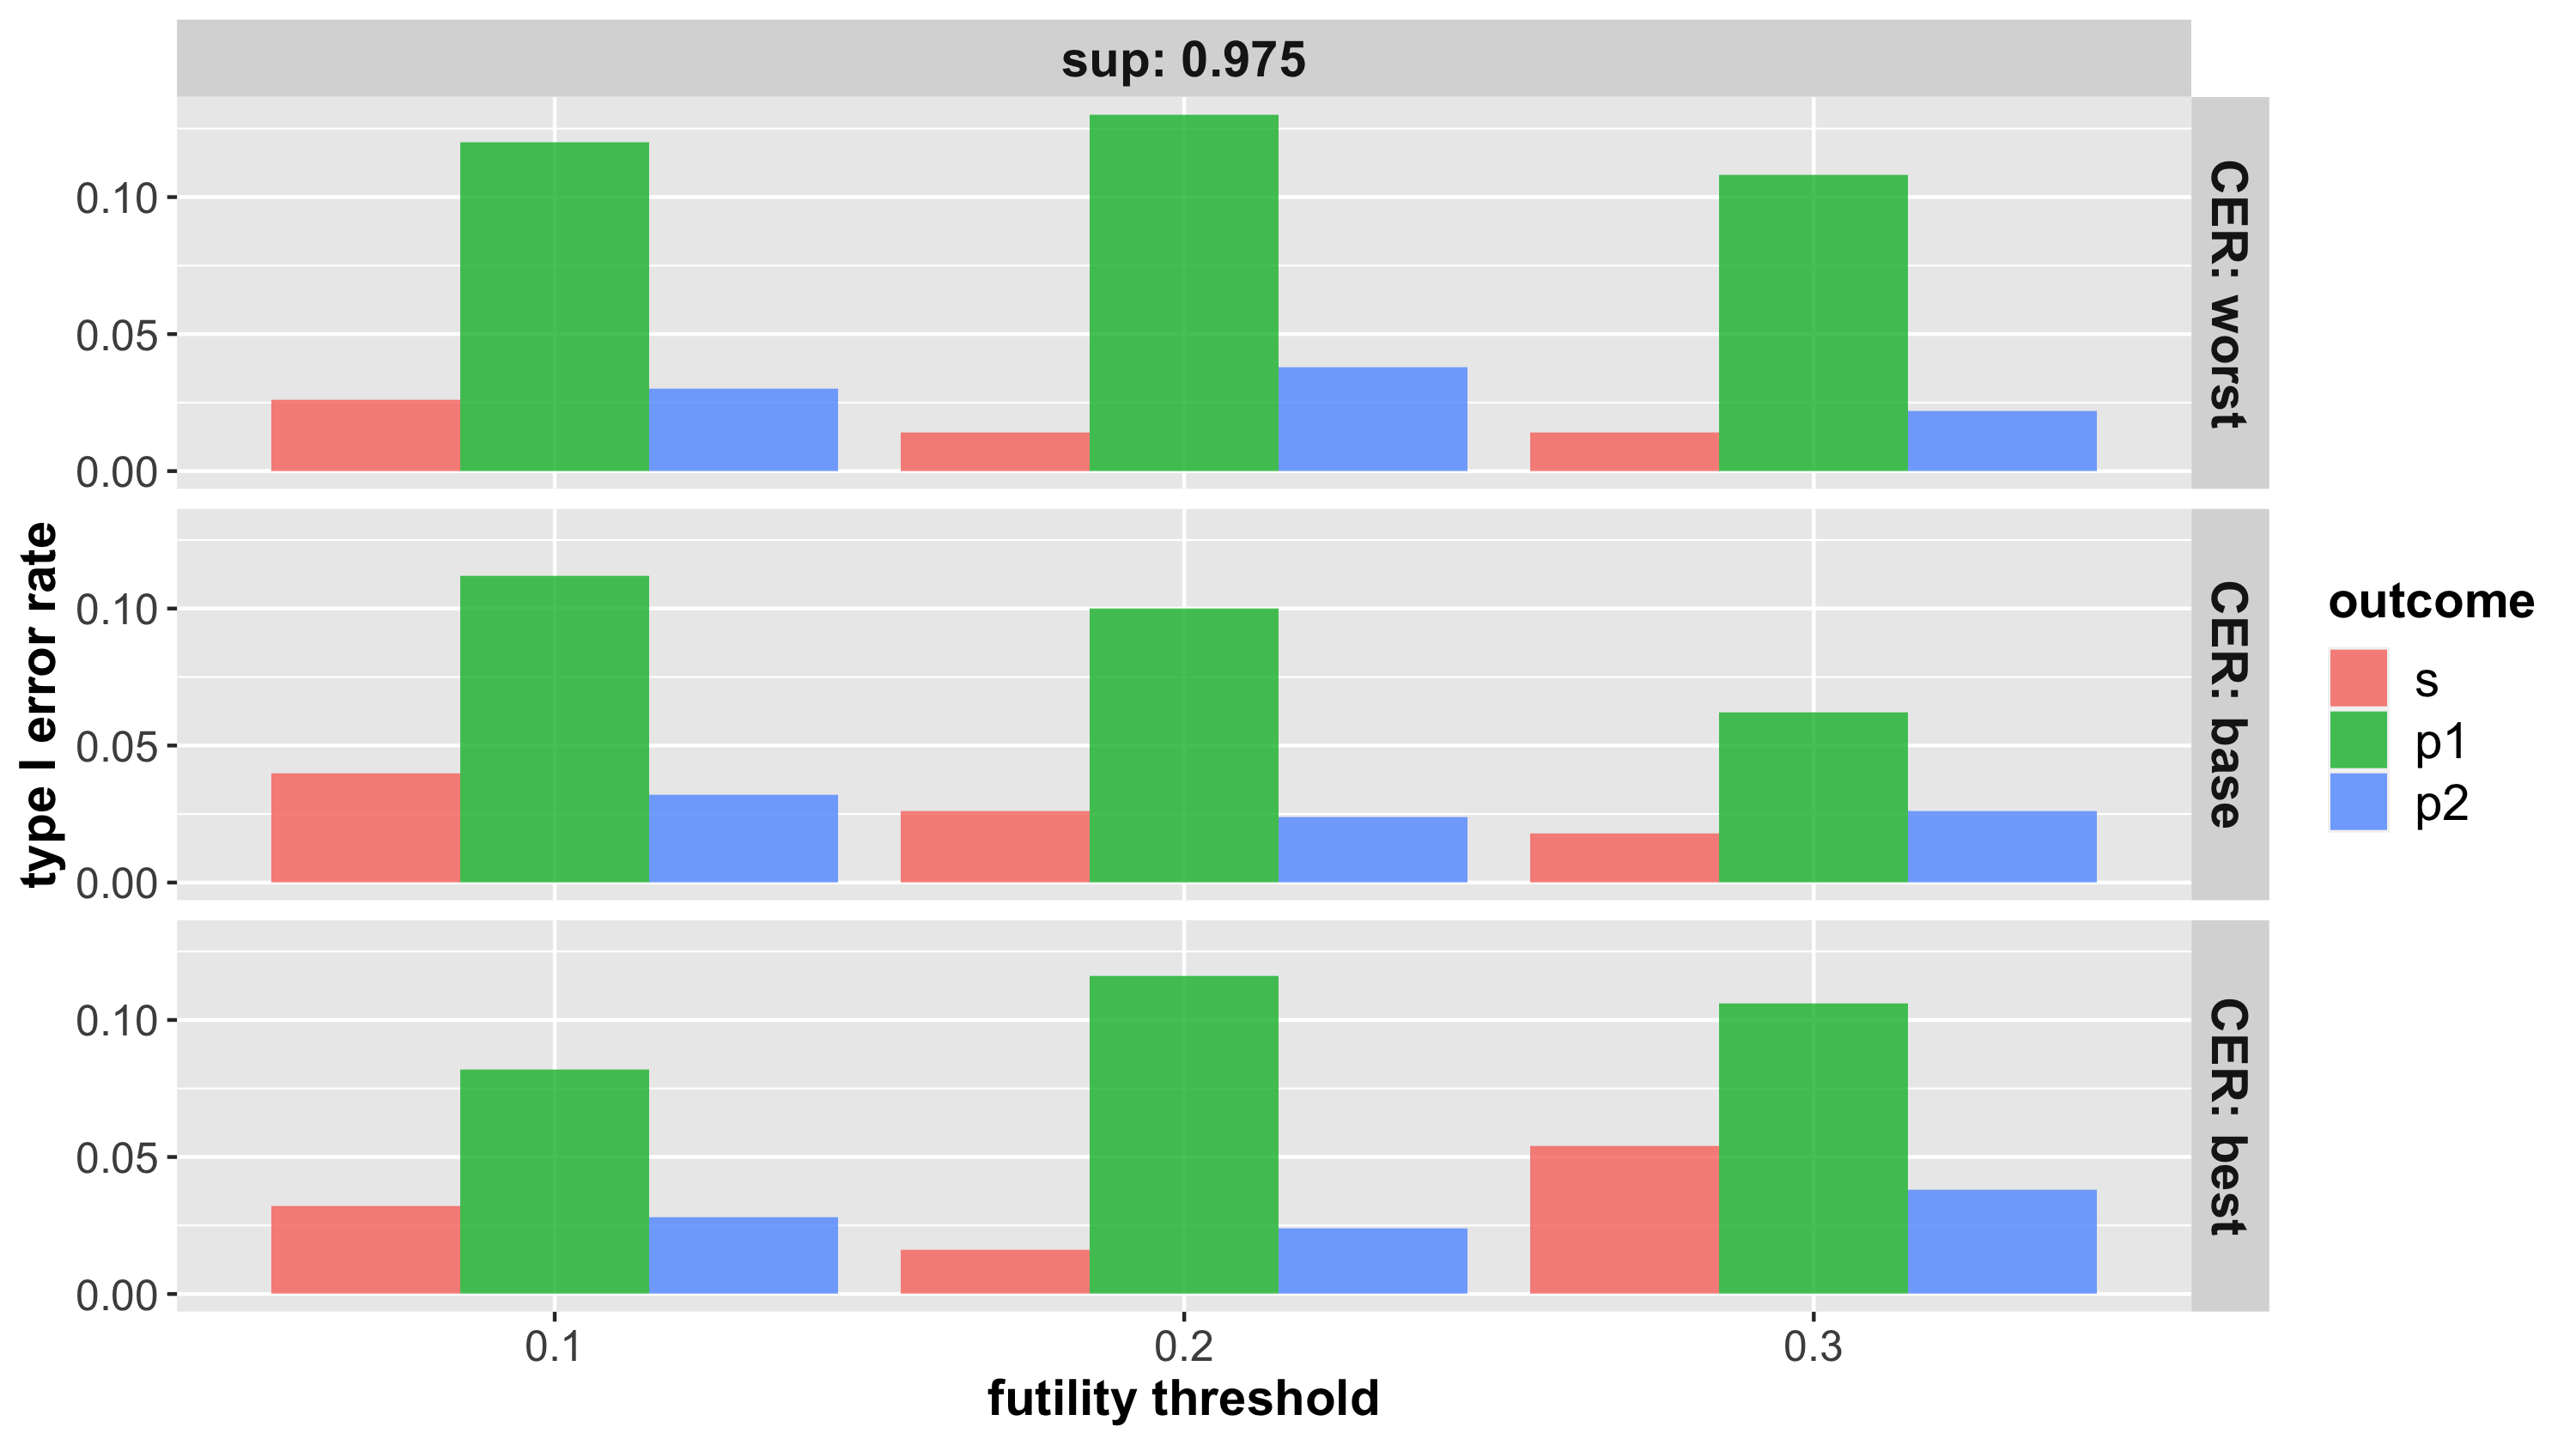 sup: 0.975
CER: worst
0.10
0.05
0.00
CER: base
0.10
0.05
0.00
CER: best
0.10
0.05
0.00
type I error rate
0.1
0.2
0.3
futility threshold
outcome
s
p1
p2